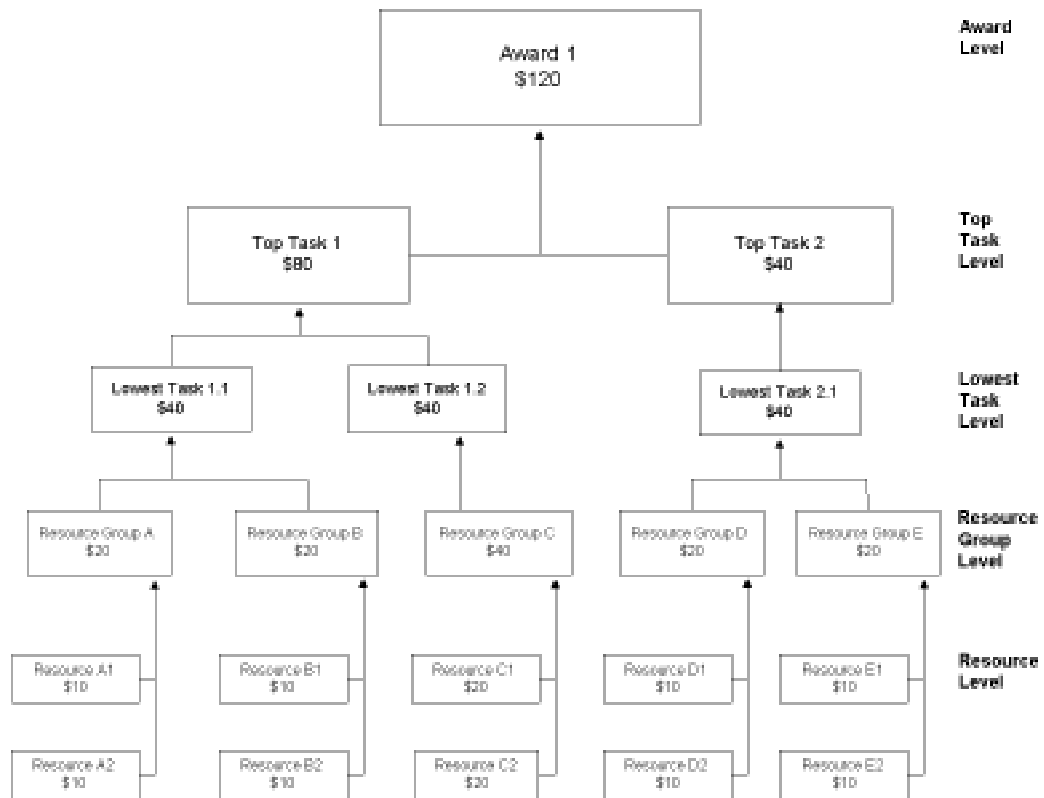 Award 1
$120
Award
Level
Top Task 1
$80
Top Task 2
$40
Top
Task
Level
Lowest Task 1.1
$40
Lowest Task 1.2
$40
Lowest Task 2.1
$40
Lowest
Task
Level
Resource Group A
$20
Resource Group B
$20
Resource Group C
$40
Resource Group D
$20
Resource Group E
$20
Resource
Group
Level
Resource A1
$10
Resource B1
$10
Resource C1
$20
Resource D1
$10
Resource E1
$10
Resource
Level
Resource A2
$10
Resource B2
$10
Resource C2
$20
Resource D2
$10
Resource E2
$10